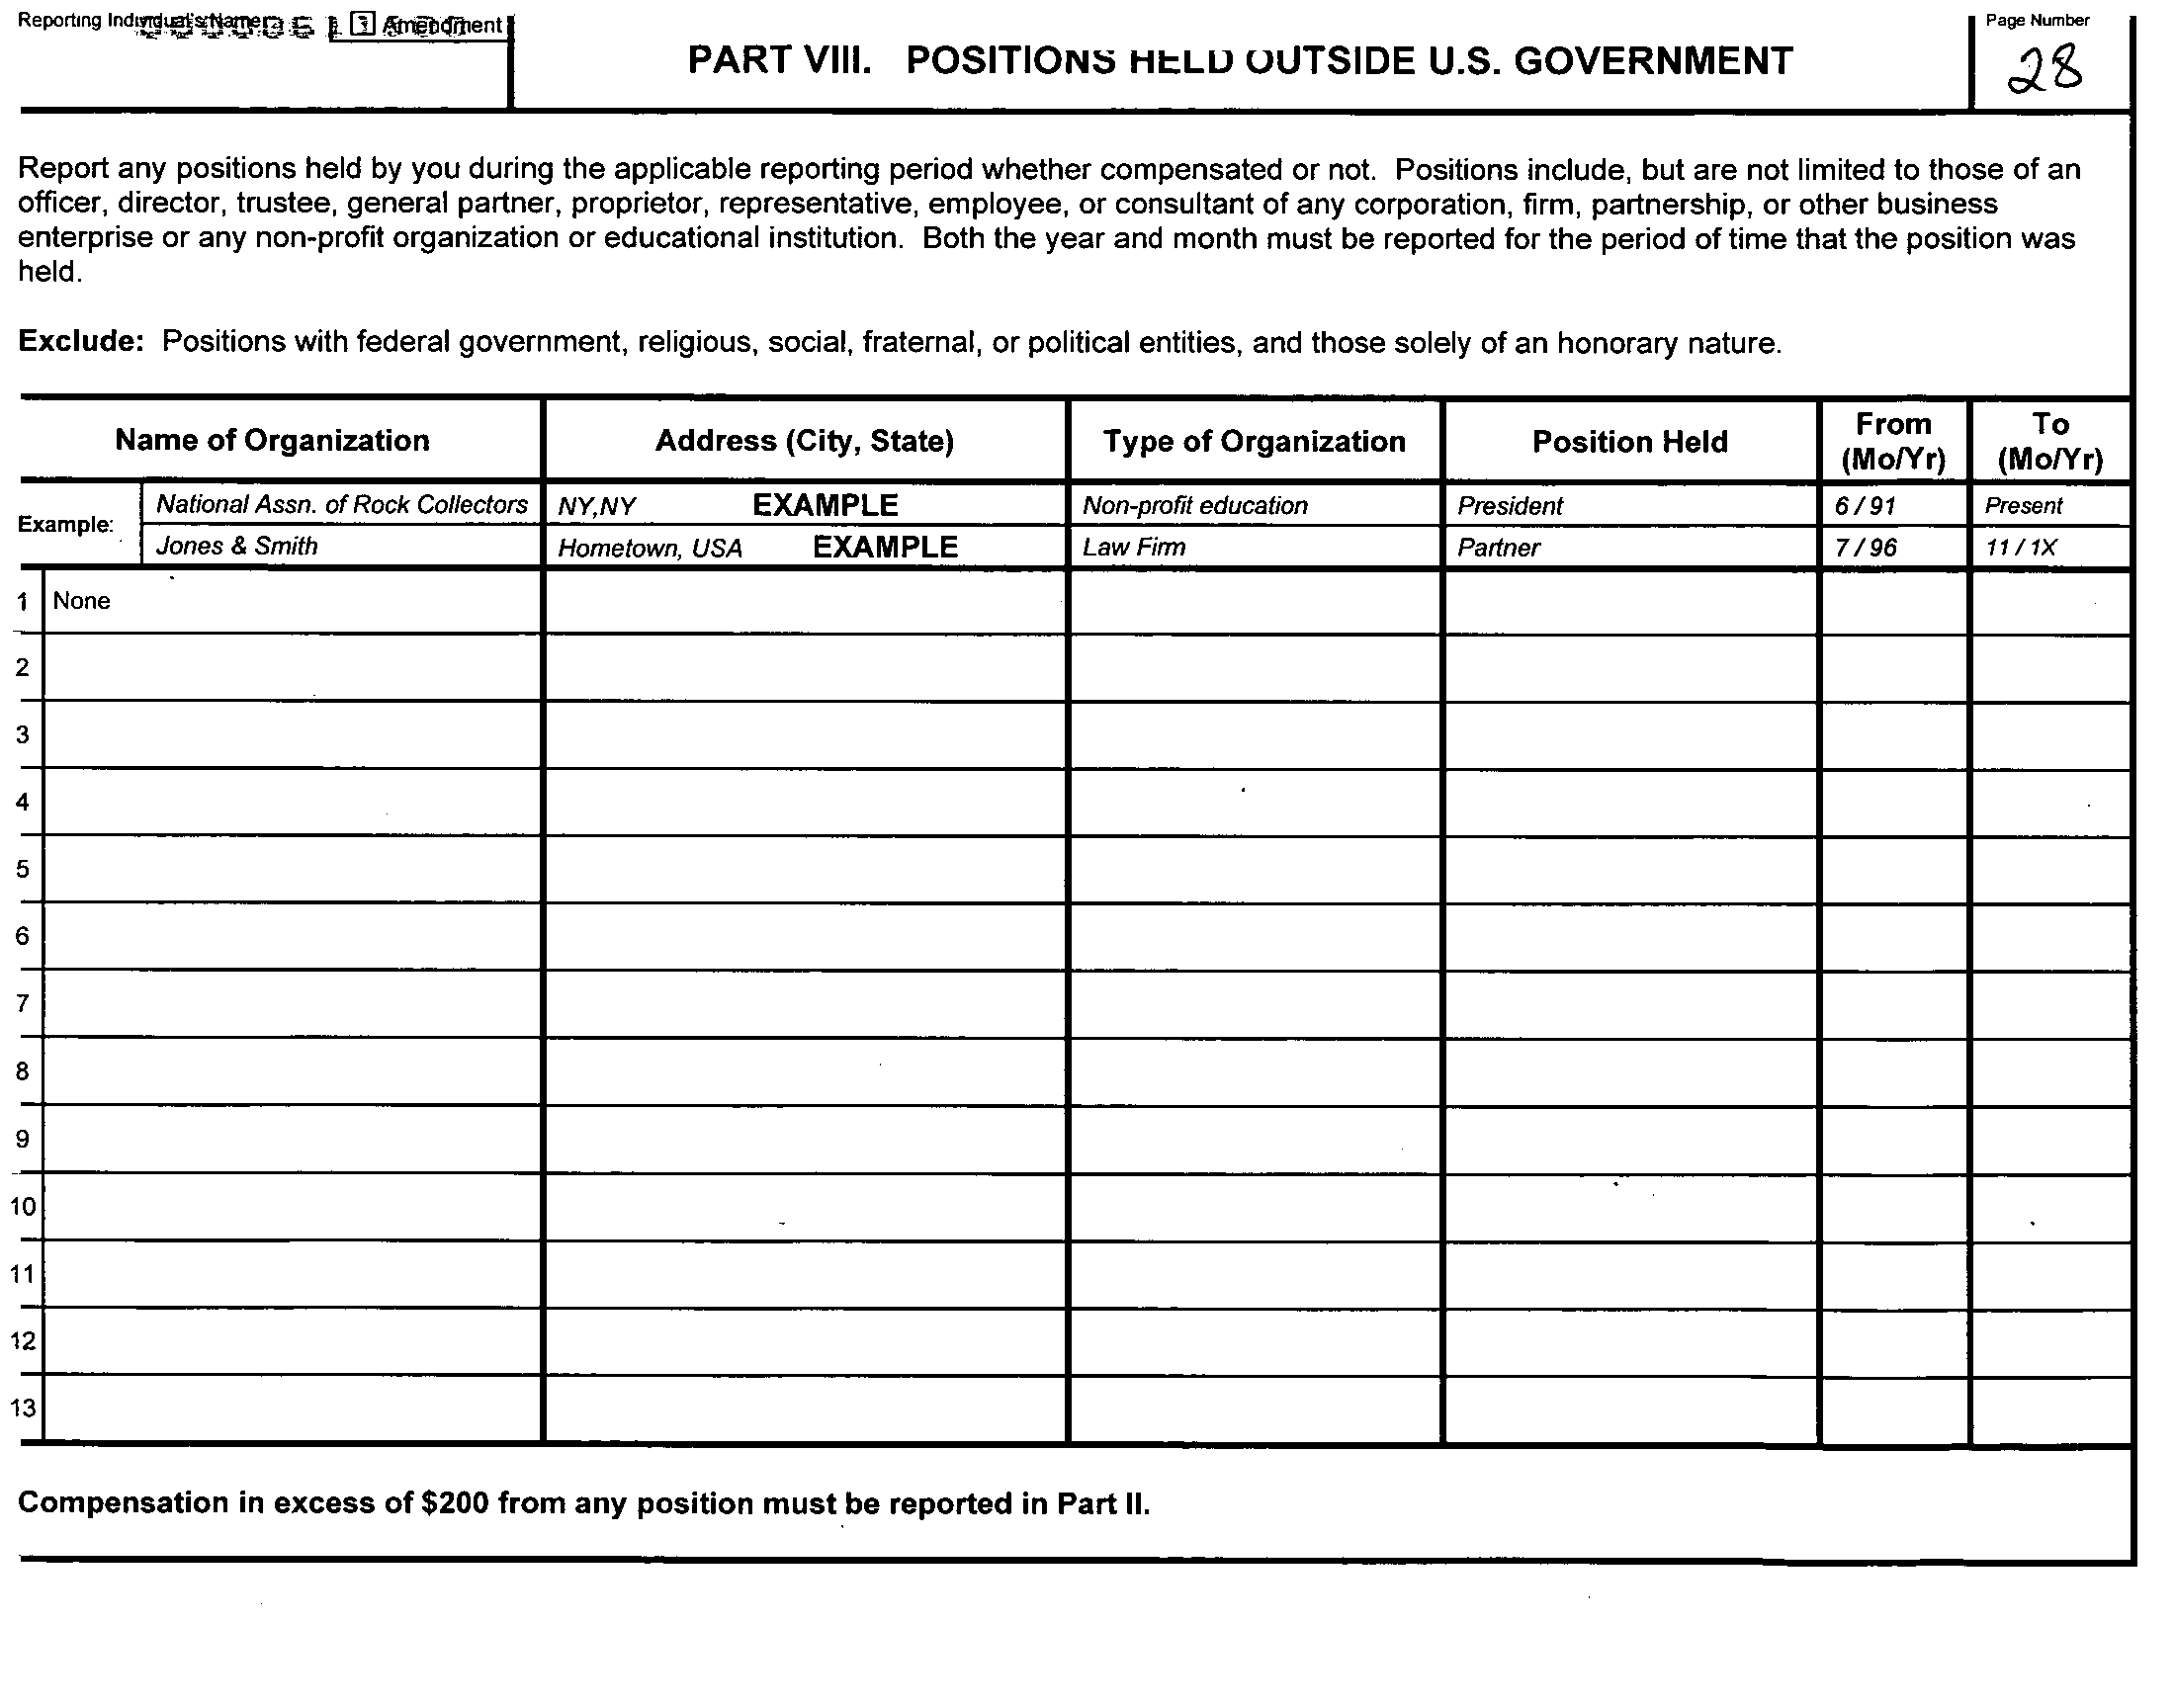 Reporting Individual's Name
Amendment
PART VIII. POSITIONS HELD OUTSIDE U.S. GOVERNMENT
Page Number
28
Report any positions held by you during the applicable reporting period whether compensated or not. Positions include, but are not limited to those of an
officer, director, trustee, general partner, proprietor, representative, employee, or consultant of any corporation, firm, partnership, or other business
enterprise or any non-profit organization or educational institution. Both the year and month must be reported for the period of time that the position was
held.
Exclude: Positions with federal government, religious, social, fraternal, or political entities, and those solely of an honorary nature.
Name of Organization Address (City, State) Type of Organization Position Held From (Mo/Yr) To (Mo/Yr)
Example:
National Assn. of Rock Collectors NY,NY EXAMPLE Non-profit education President 6 / 91 Present
Jones & Smith Hometown, USA EXAMPLE Law Firm Partner 7 / 96 11 / 1X
1 None
2
3
4
5
6
7
8
9
10
11
12
13
Compensation in excess of $200 from any position must be reported in Part II.